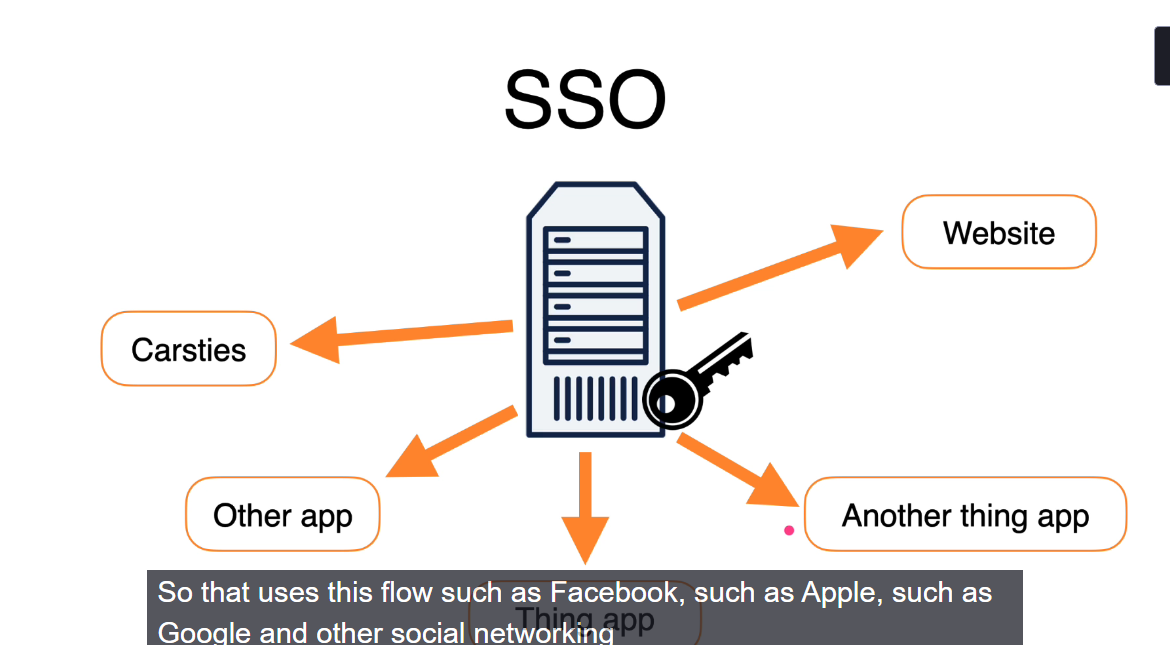 SSO
Website
Carsties
Other app
Another thing app
Thing app
So that uses this flow such as Facebook, such as Apple, such as
Google and other social networking